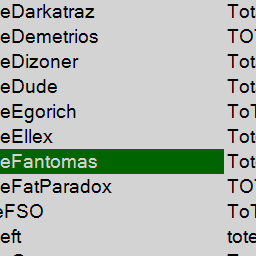 eDarkatraz Tot
eDemetrios TOT
eDizoner Tot
eDude Tot
eEgorich ToT
eEllex Tot
eFantomas Tot
eFatParadox TOT
eFSO ToT
eft tote